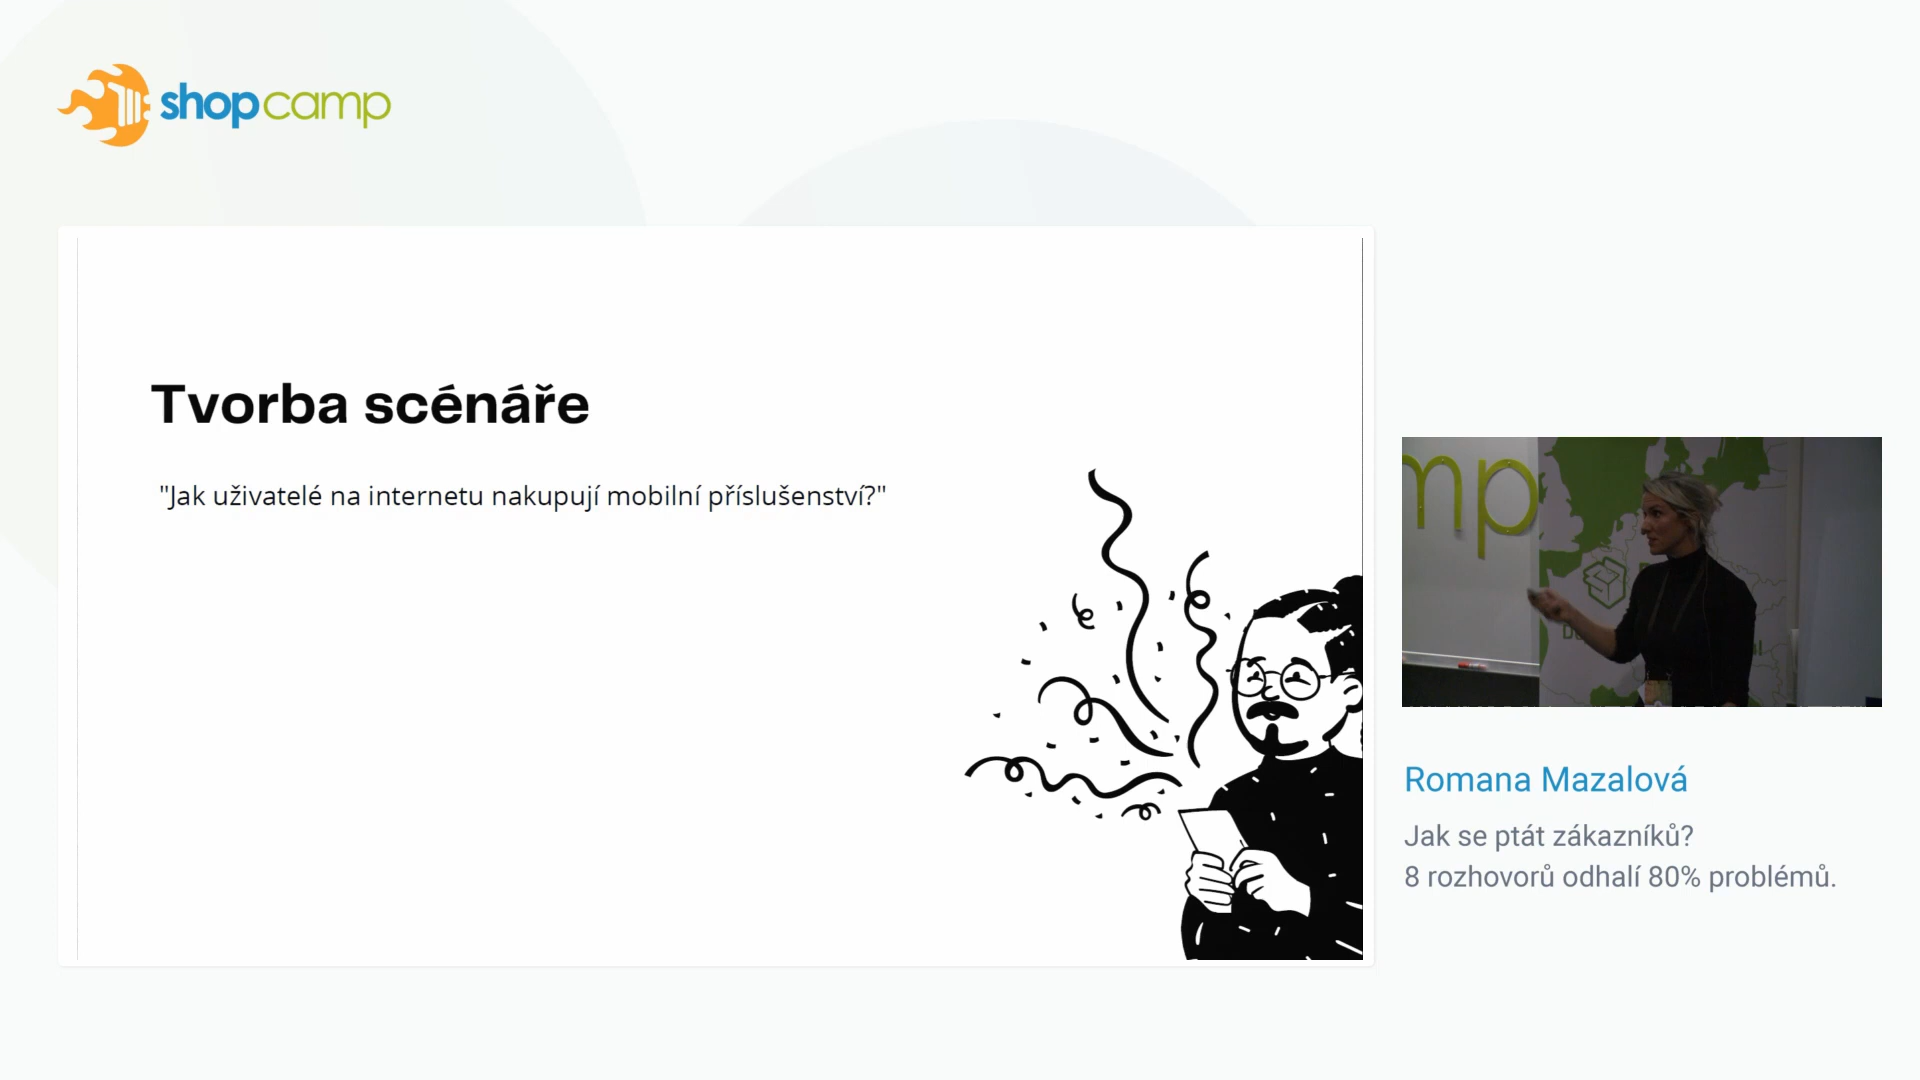 shopcamp
Tvorba scénáře
"Jak uživatelé na internetu nakupují mobilní příslušenství?"
mp
Romana Mazalová
Jak se ptát zákazníků?
8 rozhovorů odhalí 80% problémů.